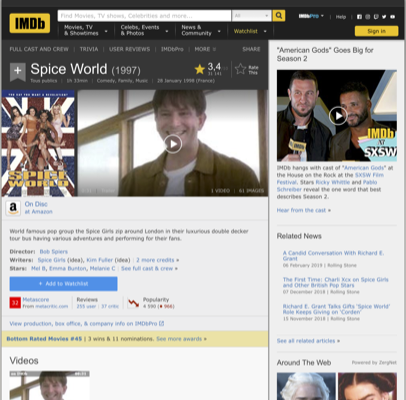 IMDb
Find Movies, TV shows, Celebrities and more...
All
IMDbPro
Help
Movies, TV
& Showtimes
Celebs, Events
& Photos
News &
Community
Watchlist
Sign in
FULL CAST AND CREW | TRIVIA | USER REVIEWS | IMDbPro | MORE
SHARE
Spice World (1997)
3,4
Rate
This
Tous publics | 1h 33min | Comedy, Family, Music | 28 January 1998 (France)
SPICE
WORLD
1 VIDEO | 61 IMAGES
a
On Disc
at Amazon
World famous pop group the Spice Girls zip around London in their luxurious double decker
tour bus having various adventures and performing for their fans.
Director: Bob Spiers
Writers: Spice Girls (idea), Kim Fuller (idea) | 2 more credits »
Stars: Mel B, Emma Bunton, Melanie C | See full cast & crew »
+ Add to Watchlist
32
Metascore
From metacritic.com
Reviews
255 user | 57 critic
Popularity
View production, box office, & company info on IMDbPro
Bottom Rated Movies #45 | 3 wins & 11 nominations. See more awards »
Videos
"American Gods" Goes Big for
Season 2
IMDb
AT
SXSW
IMDb hangs with cast of "American Gods" at
the House on the Rock at the SXSW Film
Festival. Stars Ricky Whittle and Pablo
Schreiber reveal the one word that best
describes Season 2.
Hear from the cast »
Related News
A Candid Conversation With Richard E.
Grant
06 February 2019 | Rolling Stone
The First Time: Charli Xcx on Spice Girls
and Other British Pop Stars
07 December 2018 | Rolling Stone
Richard E. Grant Talks Gifts 'Spice World'
Role Keeps Giving on 'Corden'
15 November 2018 | Rolling Stone
See all related articles »
Around The Web
Powered by ZergNet